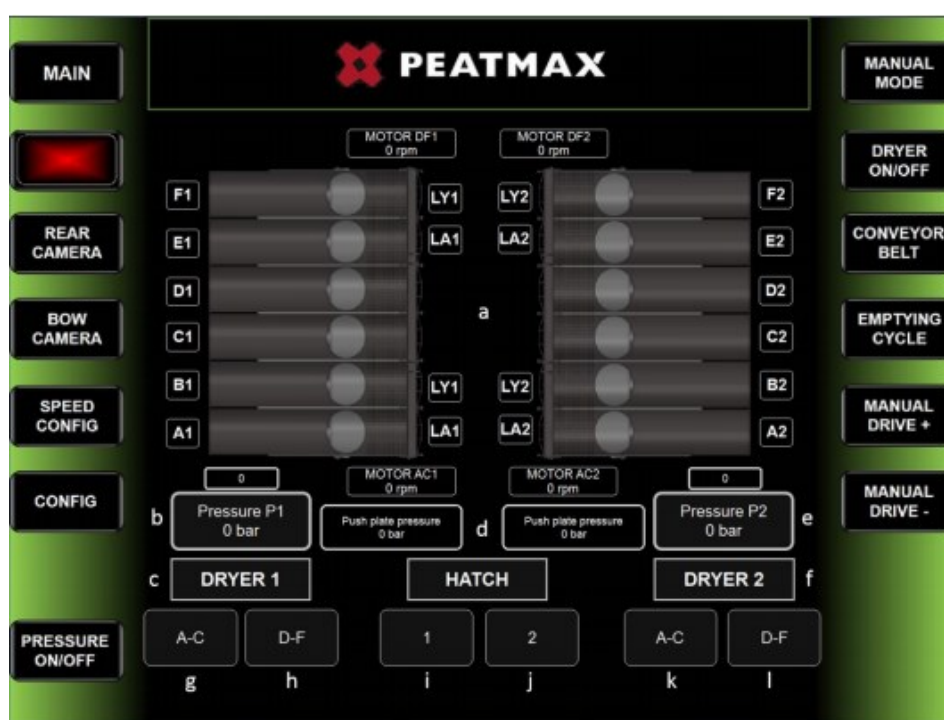 PEATMAX
MAIN
MANUAL
MODE
MOTOR DF1
0 rpm
MOTOR DF2
0 rpm
DRYER
ON/OFF
F1
LY1
LY2
F2
REAR
CAMERA
E1
LA1
LA2
E2
CONVEYOR
BELT
D1
D2
a
BOW
CAMERA
C1
C2
EMPTYING
CYCLE
B1
LY1
LY2
B2
SPEED
CONFIG
A1
LA1
LA2
A2
MANUAL
DRIVE +
0
MOTOR AC1
0 rpm
MOTOR AC2
0 rpm
0
CONFIG
MANUAL
DRIVE -
b
Pressure P1
0 bar
Push plate pressure
0 bar
d
Push plate pressure
0 bar
Pressure P2
0 bar
e
c
DRYER 1
HATCH
DRYER 2
f
PRESSURE
ON/OFF
A-C
D-F
1
2
A-C
D-F
g
h
i
j
k
l